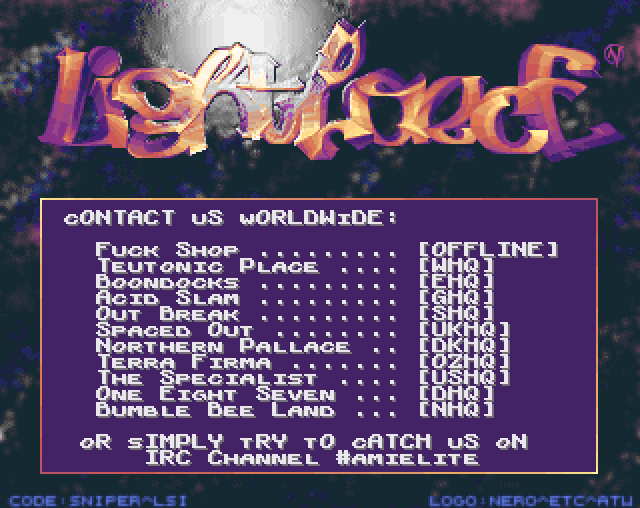 LightForce
cONTACT uS wORLDWiDE:
Fuck Shop ......... [OFFLINE]
Teutonic Place .... [WHQ]
Boondocks ......... [EHQ]
Acid Slam ......... [GHQ]
Out Break ......... [SHQ]
Spaced Out ........ [UKHQ]
Northern Pallace .. [DKHQ]
Terra Firma ....... [OZHQ]
The Specialist .... [USHQ]
One Eight Seven ... [DHQ]
Bumble Bee Land ... [NHQ]
oR sIMPLY tRY tO cATCH uS oN
IRC Channel #AMIELITE
CODE:SNIPER^LSI LOGO:NERO^ETC^ATW